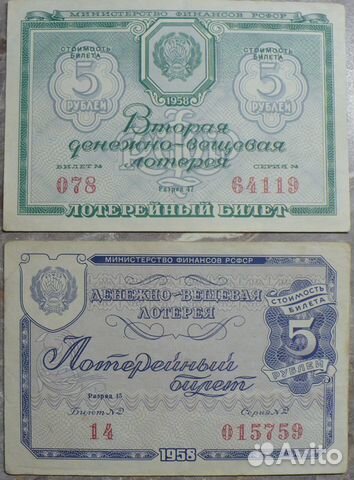 МИНИСТЕРСТВО ФИНАНСОВ РСФСР
СТОИМОСТЬ БИЛЕТА 5 РУБЛЕЙ
СТОИМОСТЬ БИЛЕТА 5 РУБЛЕЙ
1958
Вторая
денежно-вещевая
лотерея
БИЛЕТ № СЕРИЯ №
078 Разряд 47 64119
ЛОТЕРЕЙНЫЙ БИЛЕТ
МИНИСТЕРСТВО ФИНАНСОВ РСФСР
ДЕНЕЖНО-ВЕЩЕВАЯ
ЛОТЕРЕЯ
СТОИМОСТЬ БИЛЕТА
5
РУБЛЕЙ
Лотерейный
билет
Разряд 15
Билет № Серия №
14 015759
1958
Avito